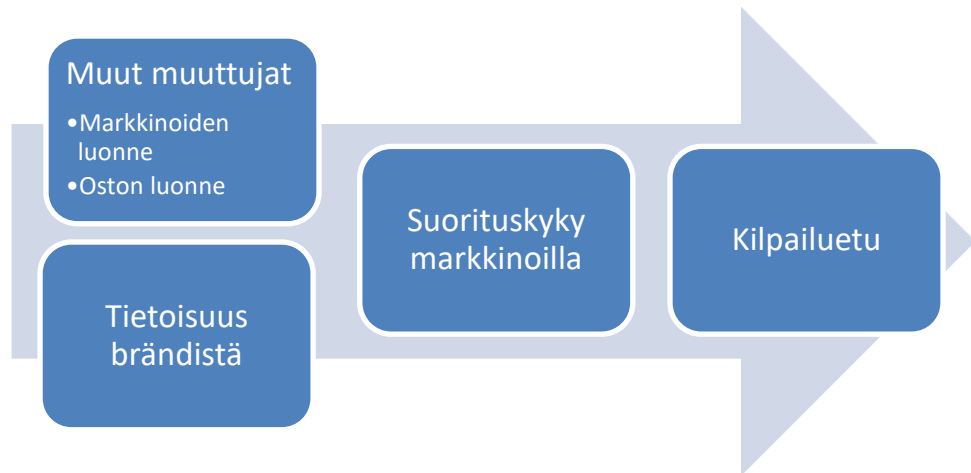 Muut muuttujat
•Markkinoiden
luonne
•Oston luonne
Tietoisuus
brändistä
Suorituskyky
markkinoilla
Kilpailuetu